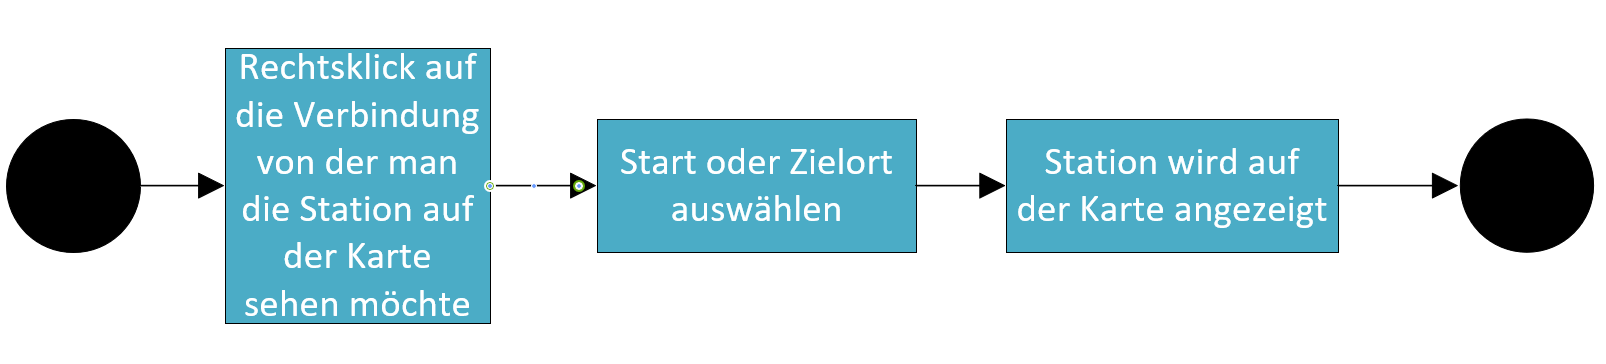 Rechtsklick auf
die Verbindung
von der man
die Station auf
der Karte
sehen möchte
Start oder Zielort
auswählen
Station wird auf
der Karte angezeigt